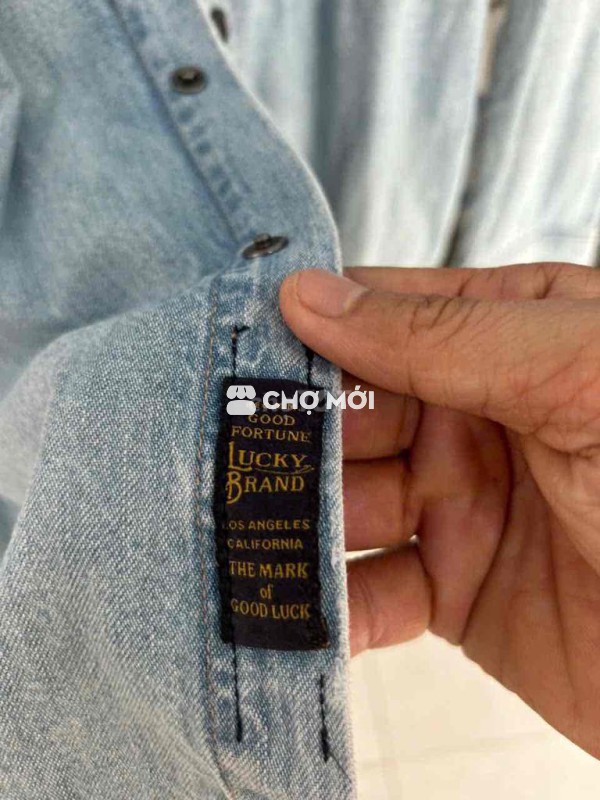 CHỢ MỚI
GOOD
FORTUNE
LUCKY
BRAND
LOS ANGELES
CALIFORNIA
THE MARK
of
GOOD LUCK